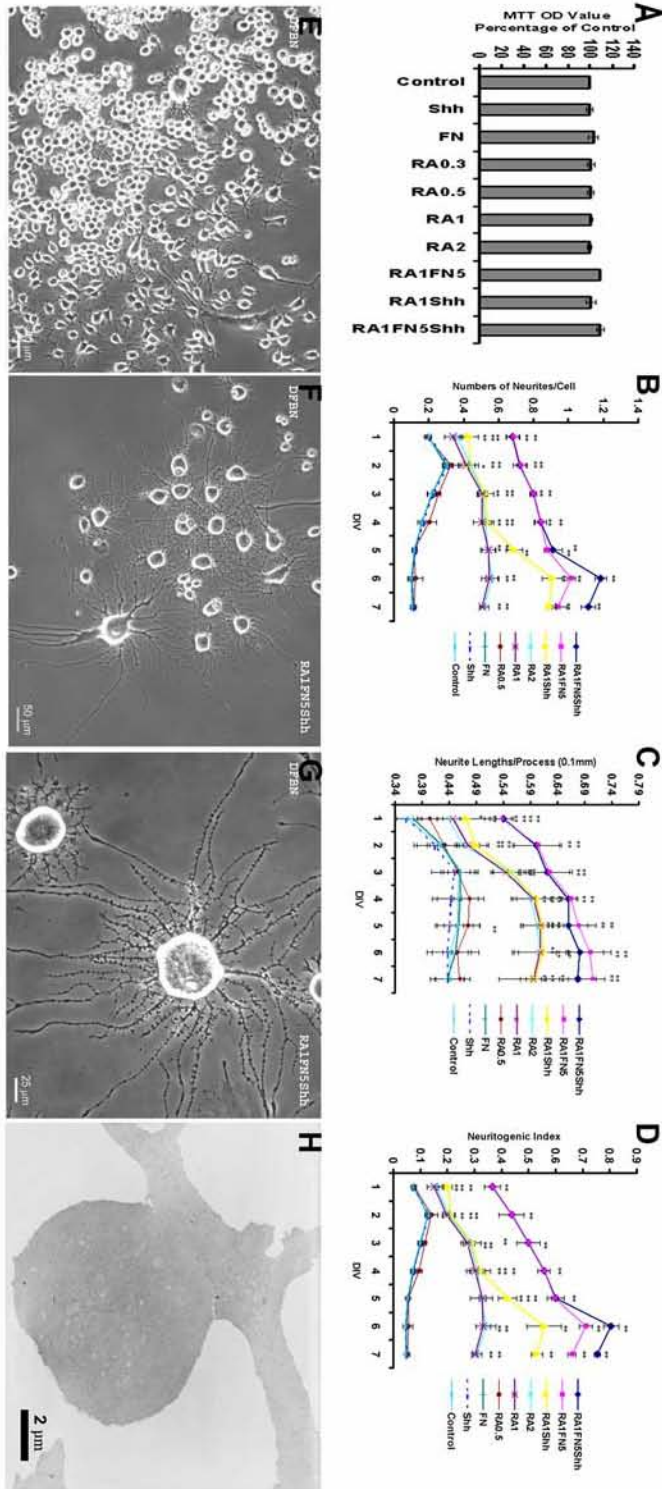 A
MTT OD Value
Percentage of Control
0 20 40 60 80 100 120 140
Control
Shh
FN
RA0.3
RA0.5
RA1
RA2
RA1FN5
RA1Shh
RA1FN5Shh
B
Numbers of Neurites/Cell
0 0.2 0.4 0.6 0.8 1 1.2 1.4
1 2 3 4 5 6 7
DIV
RA1FN5Shh
RA1FN5
RA1Shh
RA2
RA1
RA0.5
FN
Shh
Control
C
Neurite Lengths/Process (0.1mm)
0.34 0.39 0.44 0.49 0.54 0.59 0.64 0.69 0.74 0.79
1 2 3 4 5 6 7
DIV
RA1FN5Shh
RA1FN5
RA1Shh
RA2
RA1
RA0.5
FN
Shh
Control
D
Neuritogenic Index
0 0.1 0.2 0.3 0.4 0.5 0.6 0.7 0.8 0.9
1 2 3 4 5 6 7
DIV
RA1FN5Shh
RA1FN5
RA1Shh
RA2
RA1
RA0.5
FN
Shh
Control
E
DFBN
μm
F
DFBN
RA1FN5Shh
50 μm
G
DFBN
RA1FN5Shh
25 μm
H
2 μm